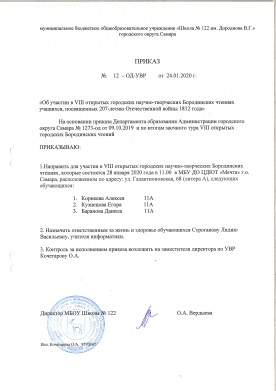 муниципальное бюджетное общеобразовательное учреждение «Школа № 122 им. Дороднова В.Г.»
городского округа Самара
ПРИКАЗ
№ 12 – ОД-УВР от 24.01.2020 г.
«Об участии в VIII открытых городских научно-творческих Бородинских чтениях
учащихся, посвященных 207-летию Отечественной войны 1812 года»
На основании приказа Департамента образования Администрации городского
округа Самара № 1273-од от 09.10.2019 и по итогам заочного тура VIII открытых
городских Бородинских чтений
ПРИКАЗЫВАЮ:
1.Направить для участия в VIII открытых городских научно-творческих Бородинских
чтениях, которые состоятся 28 января 2020 года в 11.00 в МБУ ДО ЦДЮТ «Мечта» г.о.
Самара, расположенном по адресу: ул. Галактионовская, 68 (литера А), следующих
обучающихся:
1. Корнеева Алексея 11А
2. Кузнецова Егора 11А
3. Баранова Данила 11А
2. Назначить ответственным за жизнь и здоровье обучающихся Строганову Лидию
Васильевну, учителя информатики.
3. Контроль за исполнением приказа возложить на заместителя директора по УВР
Кочегарову О.А.
Директор МБОУ Школы № 122 О.А. Вердыева
Исп. Кочегарова О.А.